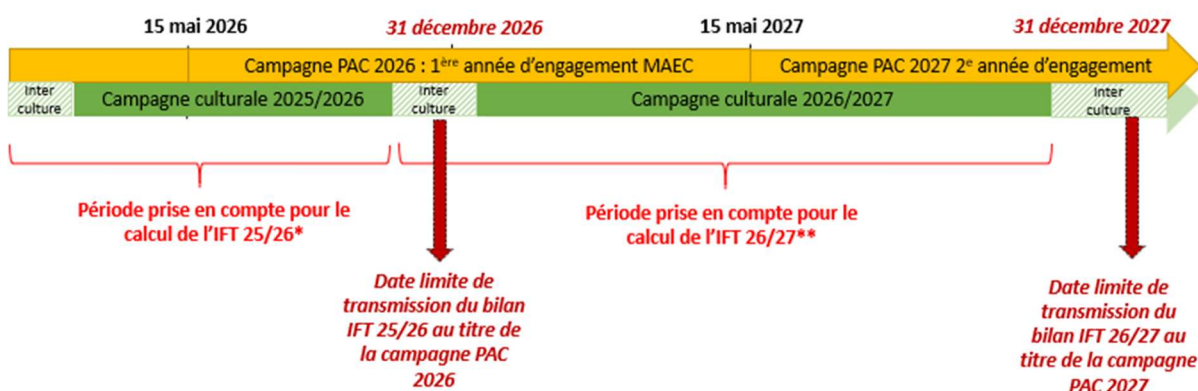 15 mai 2026
31 décembre 2026
15 mai 2027
31 décembre 2027
Campagne PAC 2026 : 1ère année d'engagement MAEC
Campagne PAC 2027 2e année d'engagement
Inter
culture
Campagne culturale 2025/2026
Inter
culture
Campagne culturale 2026/2027
Inter
culture
Période prise en compte pour le
calcul de l'IFT 25/26*
Période prise en compte pour le
calcul de l'IFT 26/27**
Date limite de
transmission du bilan
IFT 25/26 au titre de
la campagne PAC
2026
Date limite de
transmission du
bilan IFT 26/27 au
titre de la campagne
PAC 2027